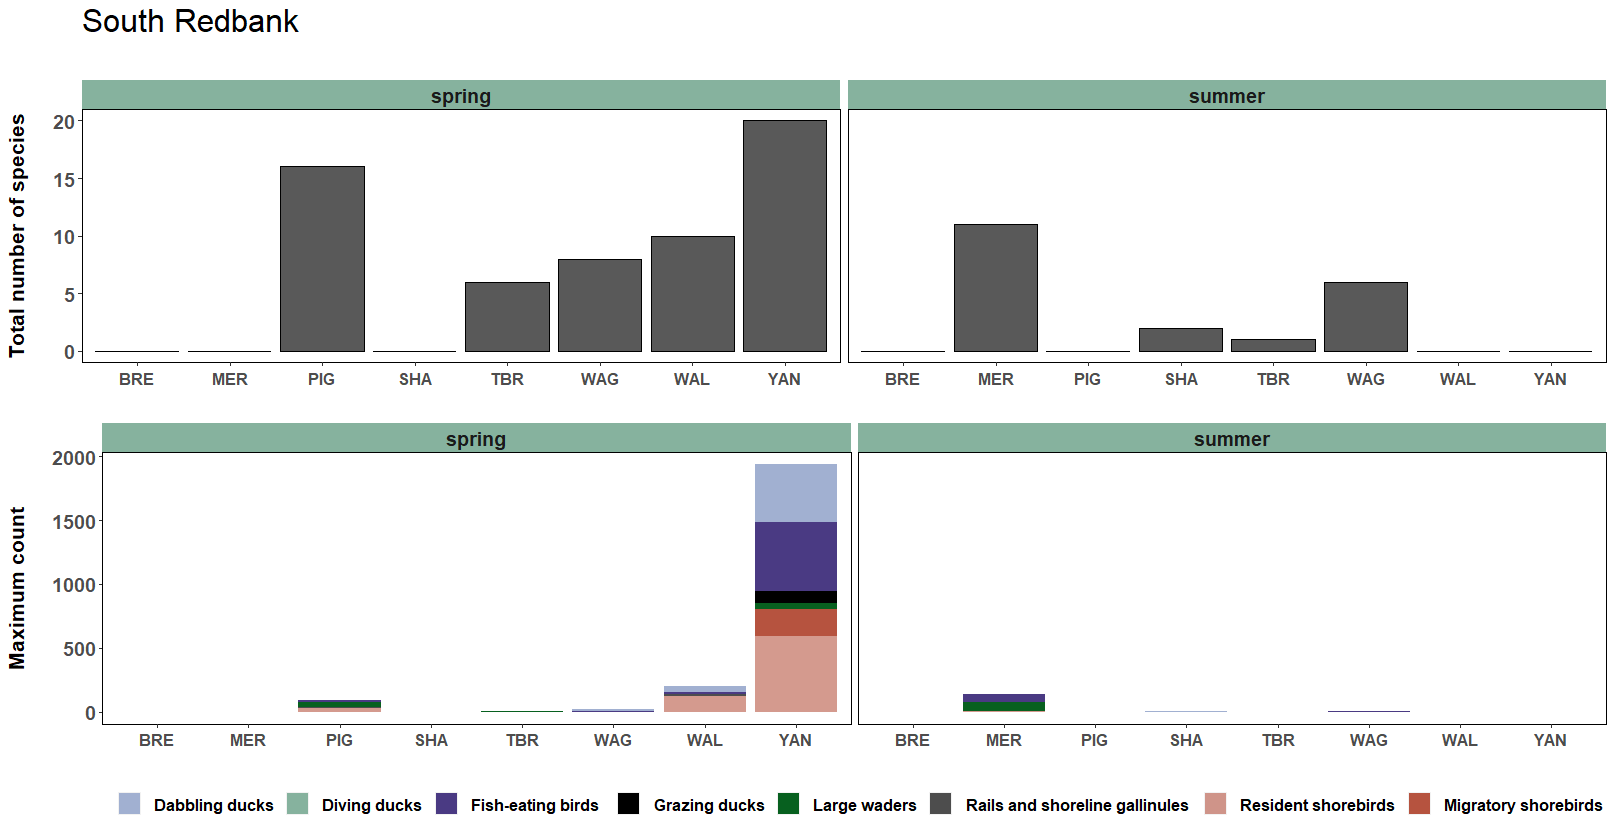 South Redbank
spring
summer
Total number of species
20
15
10
5
0
BRE MER PIG SHA TBR WAG WAL YAN
BRE MER PIG SHA TBR WAG WAL YAN
spring
summer
Maximum count
2000
1500
1000
500
0
BRE MER PIG SHA TBR WAG WAL YAN
BRE MER PIG SHA TBR WAG WAL YAN
Dabbling ducks Diving ducks Fish-eating birds Grazing ducks Large waders Rails and shoreline gallinules Resident shorebirds Migratory shorebirds